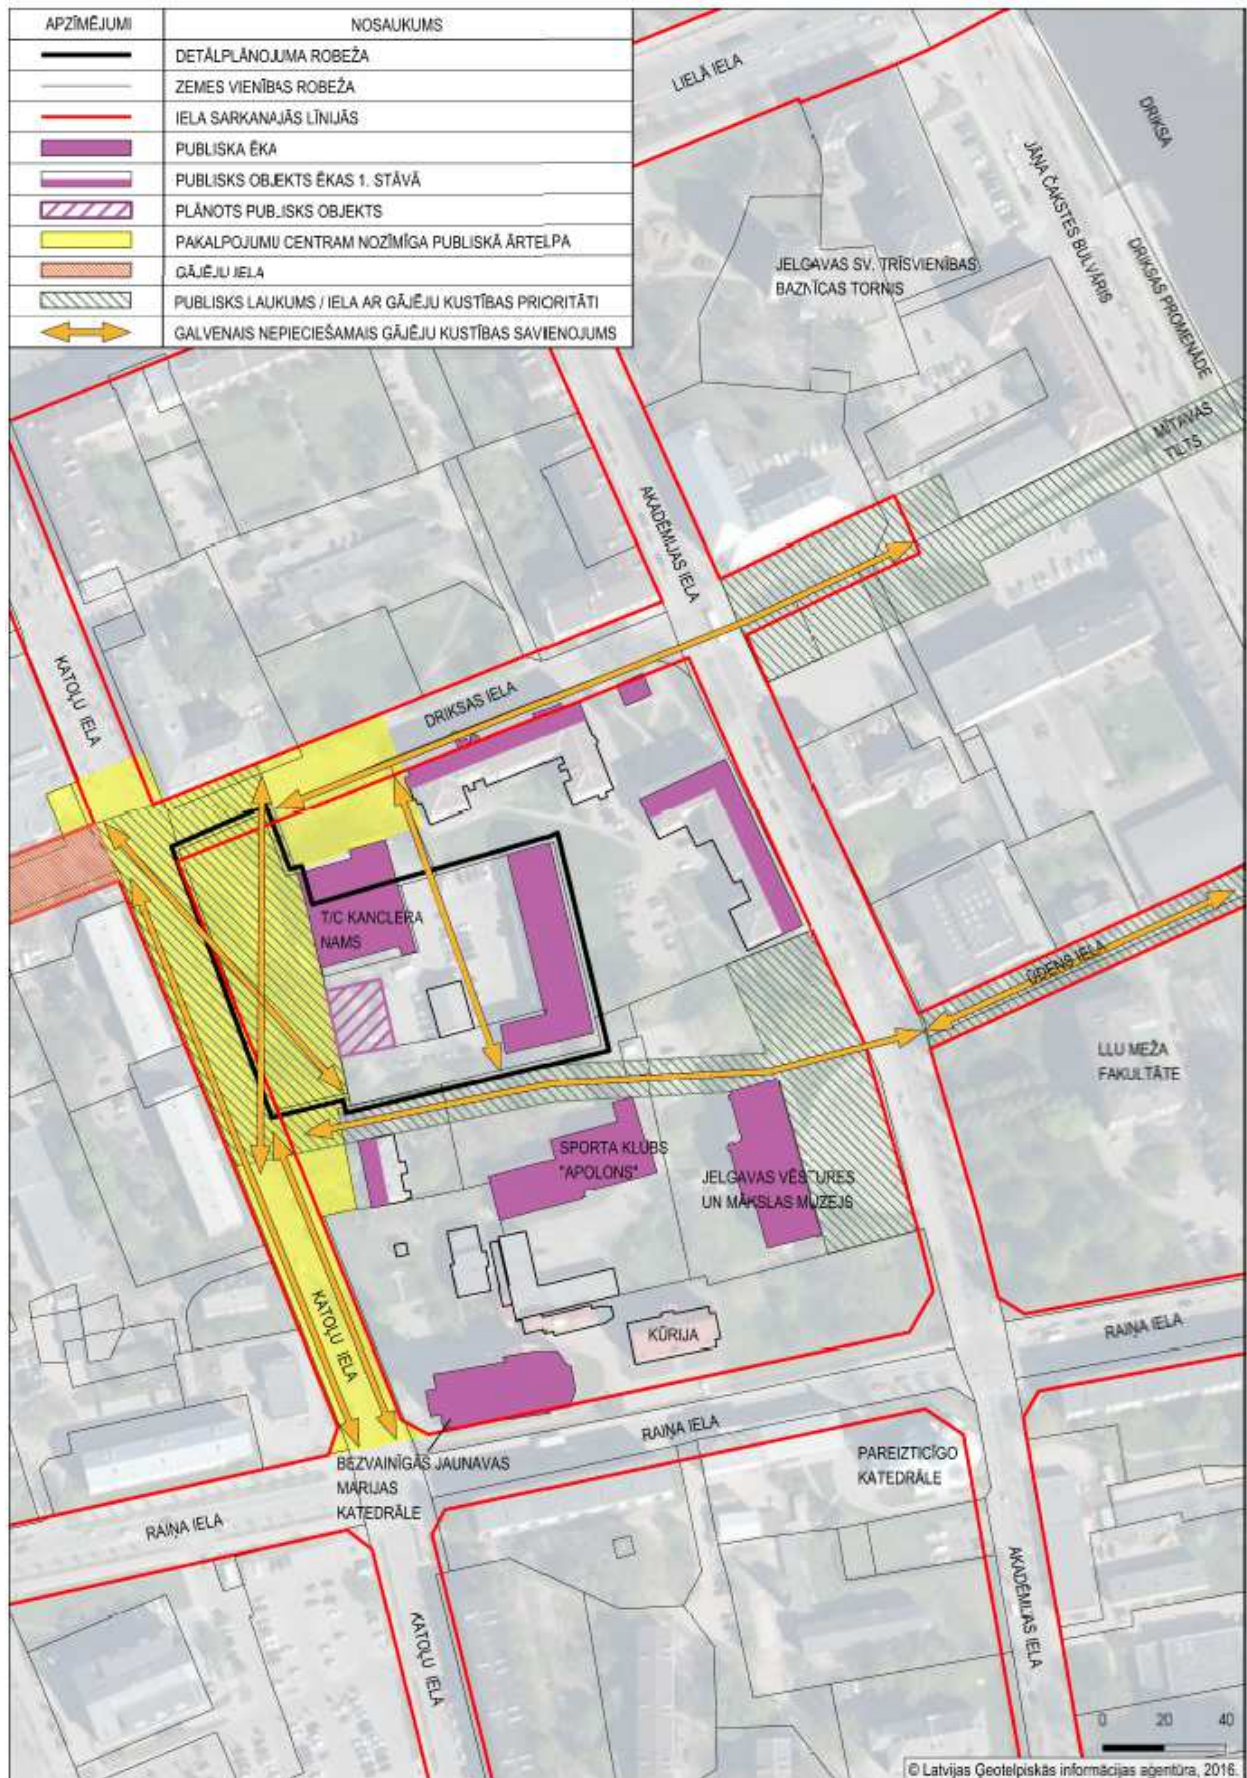 APZĪMĒJUMI NOSAUKUMS
DETĀLPLĀNOJUMA ROBEŽA
ZEMES VIENĪBAS ROBEŽA
IELA SARKANAJĀS LĪNIJĀS
PUBLISKA ĒKA
PUBLISKS OBJEKTS ĒKAS 1. STĀVĀ
PLĀNOTS PUBLISKS OBJEKTS
PAKALPOJUMU CENTRAM NOZĪMĪGA PUBLISKĀ ĀRTELPA
GĀJĒJU IELA
PUBLISKS LAUKUMS / IELA AR GĀJĒJU KUSTĪBAS PRIORITĀTI
GALVENAIS NEPIECIEŠAMAIS GĀJĒJU KUSTĪBAS SAVIENOJUMS
LIELĀ IELA
DRIKSA
JĀŅA ČAKSTES BULVĀRIS
DRIKSAS PROMENĀDE
JELGAVAS SV. TRĪSVIENĪBAS
BAZNĪCAS TORNIS
MĪTAVAS
TILTS
AKADĒMIJAS IELA
KATOĻU IELA
DRIKSAS IELA
T/C KANCLERA
NAMS
ŪDENS IELA
LLU MEŽA
FAKULTĀTE
SPORTA KLUBS
"APOLONS"
JELGAVAS VĒSTURES
UN MĀKSLAS MUZEJS
KATOĻU IELA
KŪRIJA
RAIŅA IELA
RAIŅA IELA
BEZVAINĪGĀS JAUNAVAS
MARIJAS
KATEDRĀLE
PAREIZTICĪGO
KATEDRĀLE
RAIŅA IELA
KATOĻU IELA
AKADĒMIJAS IELA
0 20 40
© Latvijas Ģeotelpiskās informācijas aģentūra, 2016.